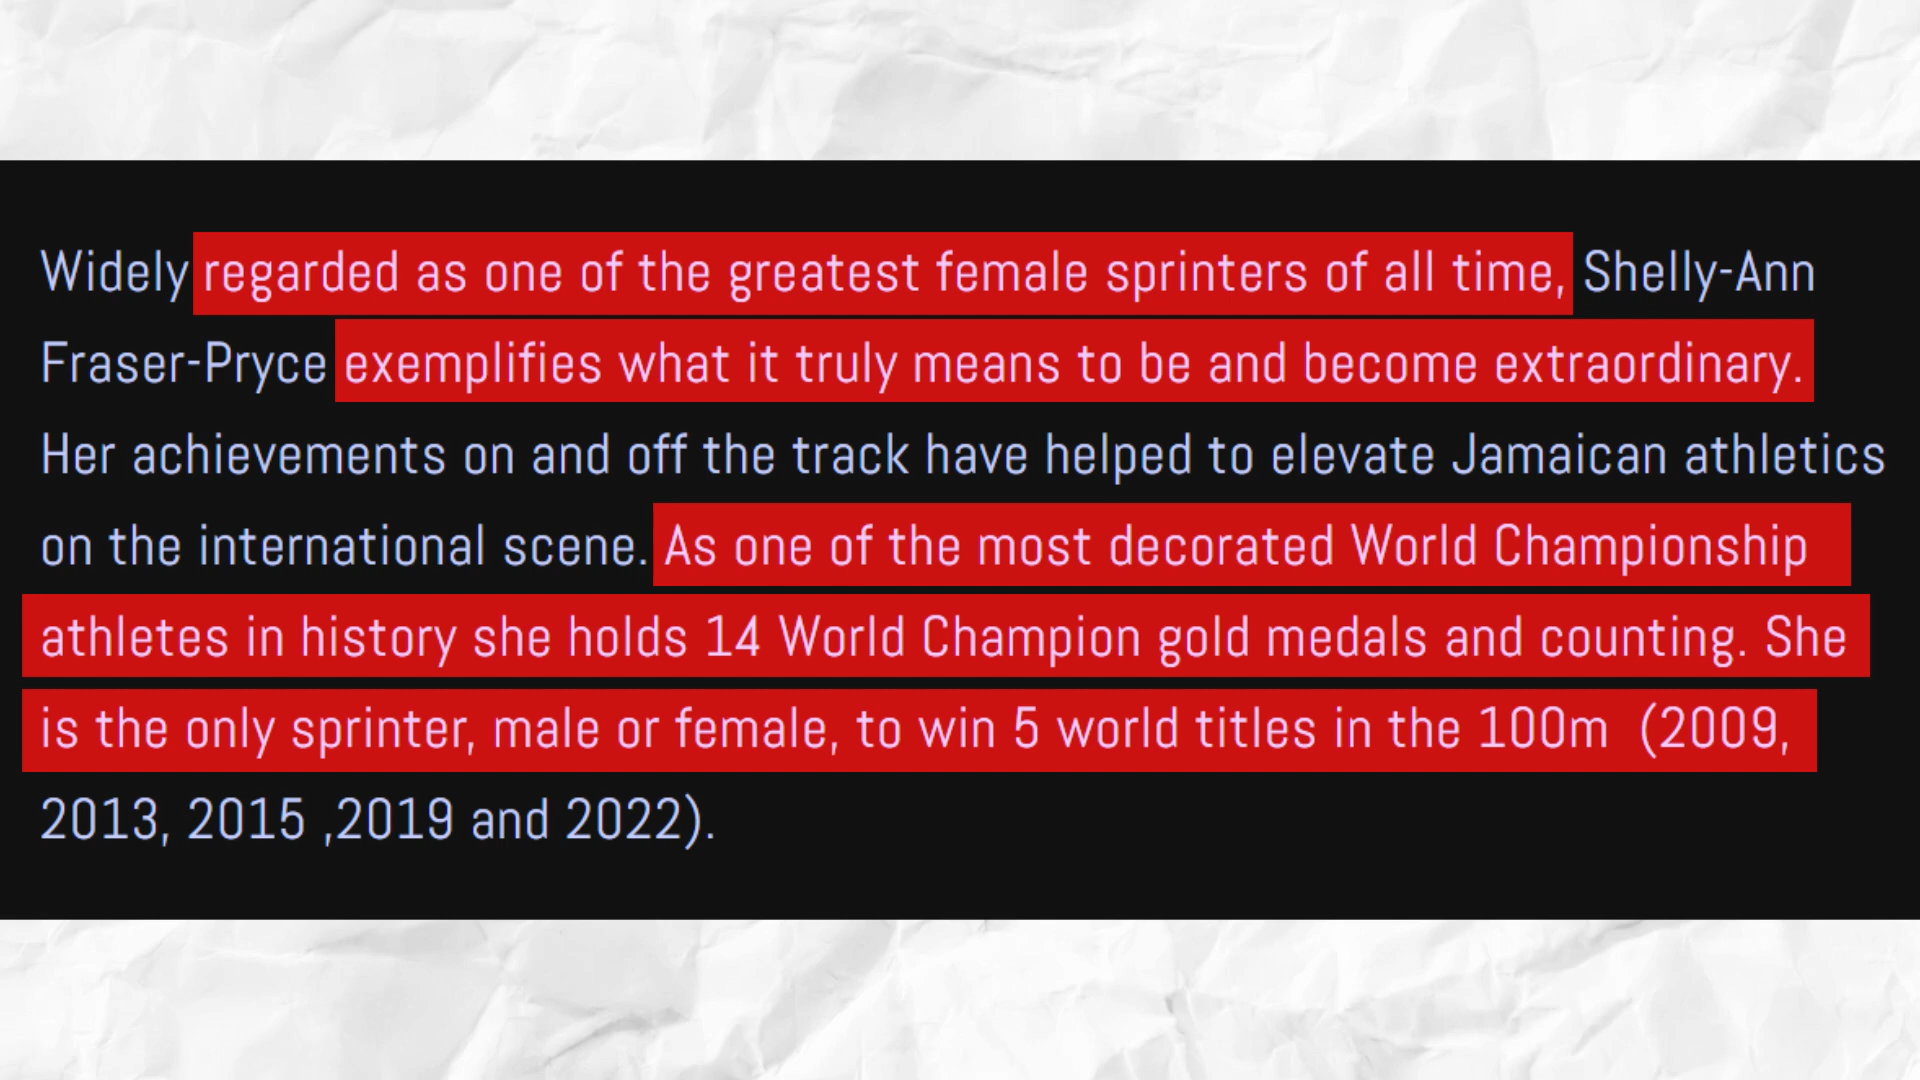 Widely regarded as one of the greatest female sprinters of all time, Shelly-Ann
Fraser-Pryce exemplifies what it truly means to be and become extraordinary.
Her achievements on and off the track have helped to elevate Jamaican athletics
on the international scene. As one of the most decorated World Championship
athletes in history she holds 14 World Champion gold medals and counting. She
is the only sprinter, male or female, to win 5 world titles in the 100m  (2009,
2013, 2015 ,2019 and 2022).